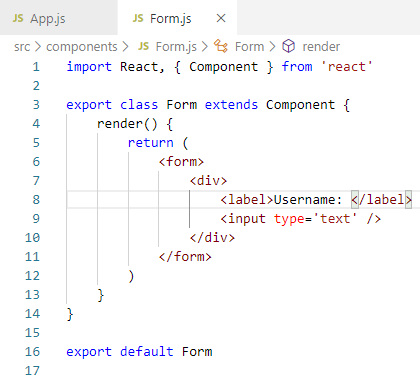 JS App.js JS Form.js ×
src > components > JS Form.js > Form > render
1 import React, { Component } from 'react'
2
3 export class Form extends Component {
4 render() {
5 return (
6 <form>
7 <div>
8 <label>Username: </label>
9 <input type='text' />
10 </div>
11 </form>
12 )
13 }
14 }
15
16 export default Form
17